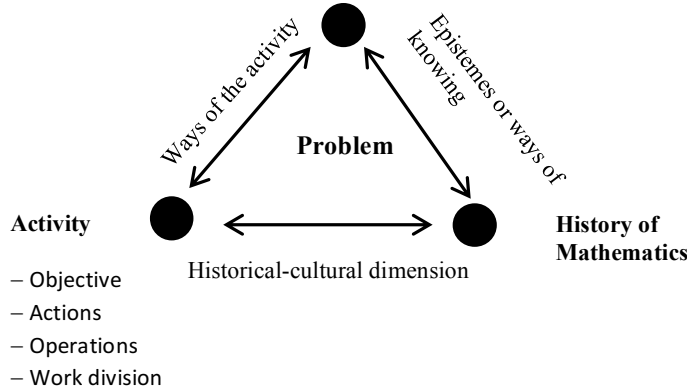 Ways of the activity
Epistemes or ways of
knowing
Problem
Activity
History of
Mathematics
Historical-cultural dimension
– Objective
– Actions
– Operations
– Work division